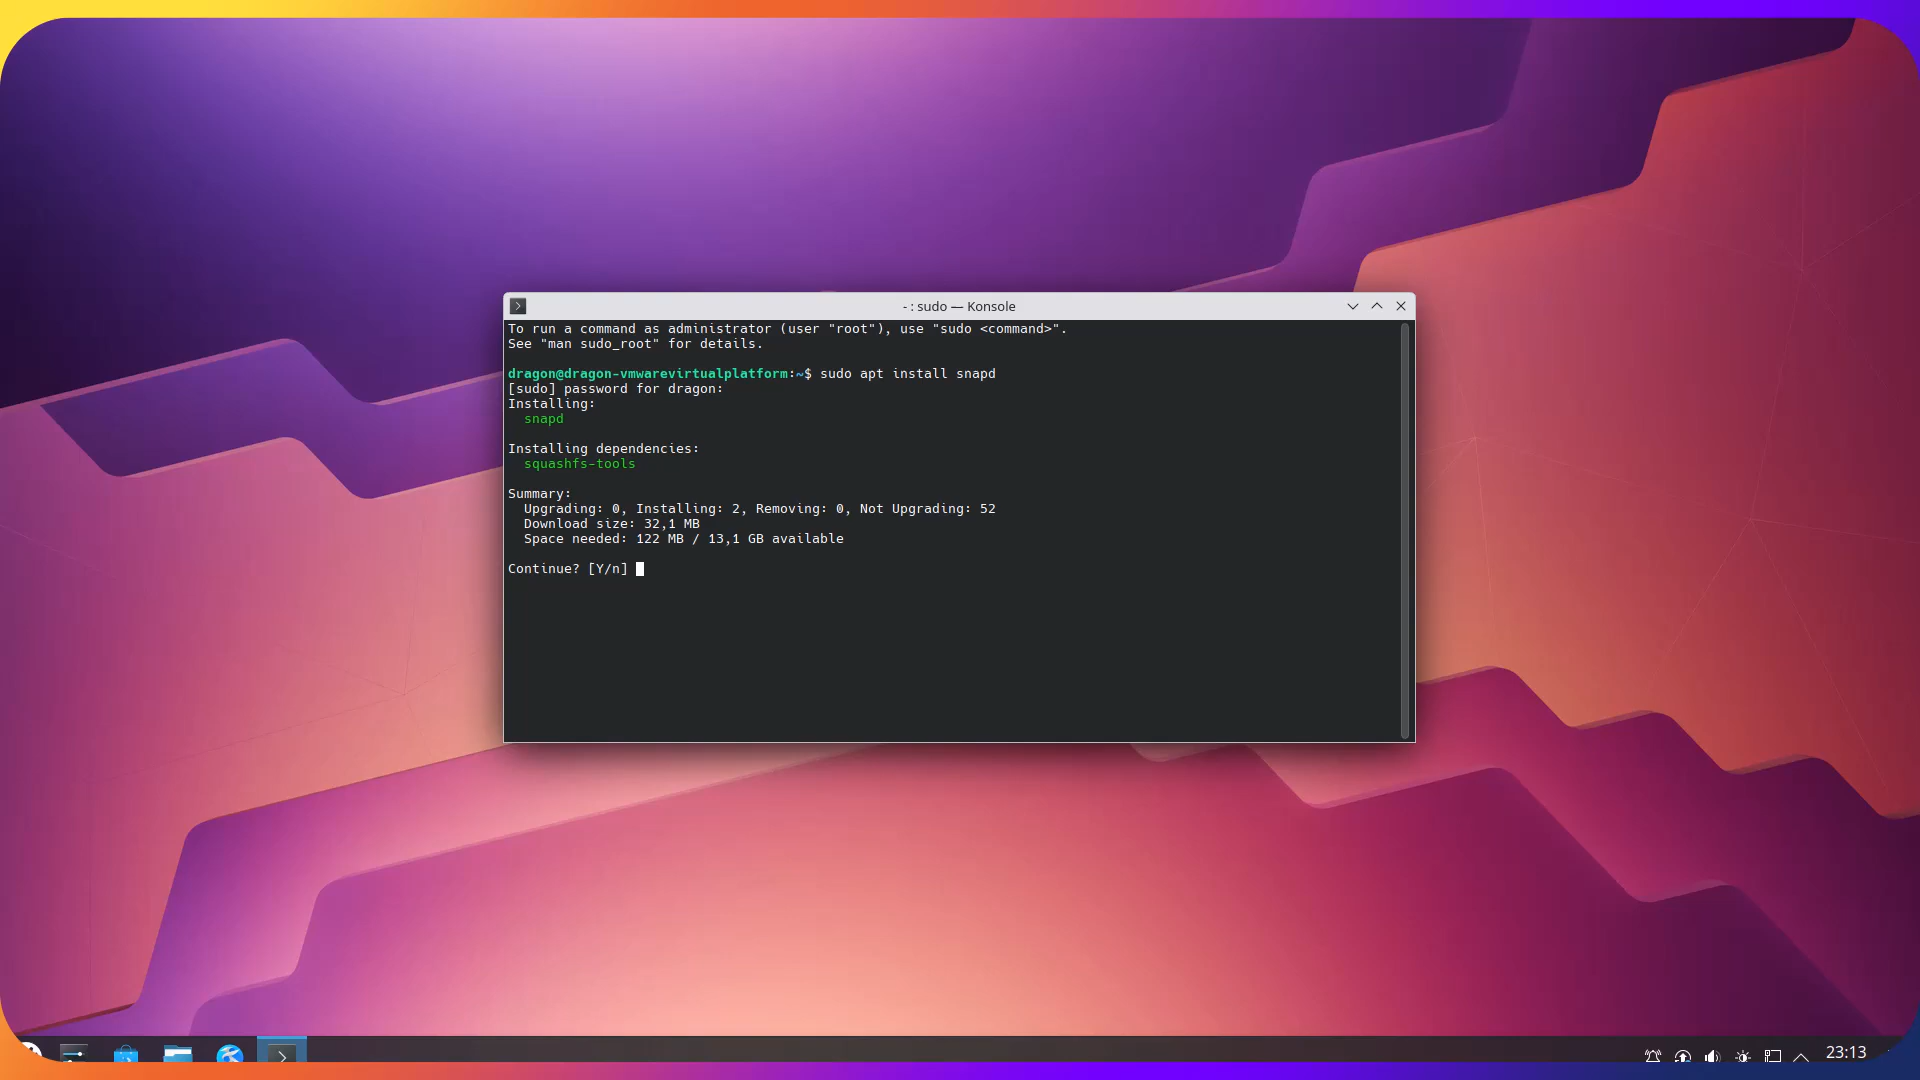 - : sudo — Konsole
To run a command as administrator (user "root"), use "sudo <command>".
See "man sudo_root" for details.
dragon@dragon-vmwarevirtualplatform:~$ sudo apt install snapd
[sudo] password for dragon:
Installing:
snapd
Installing dependencies:
squashfs-tools
Summary:
Upgrading: 0, Installing: 2, Removing: 0, Not Upgrading: 52
Download size: 32,1 MB
Space needed: 122 MB / 13,1 GB available
Continue? [Y/n]
23:13